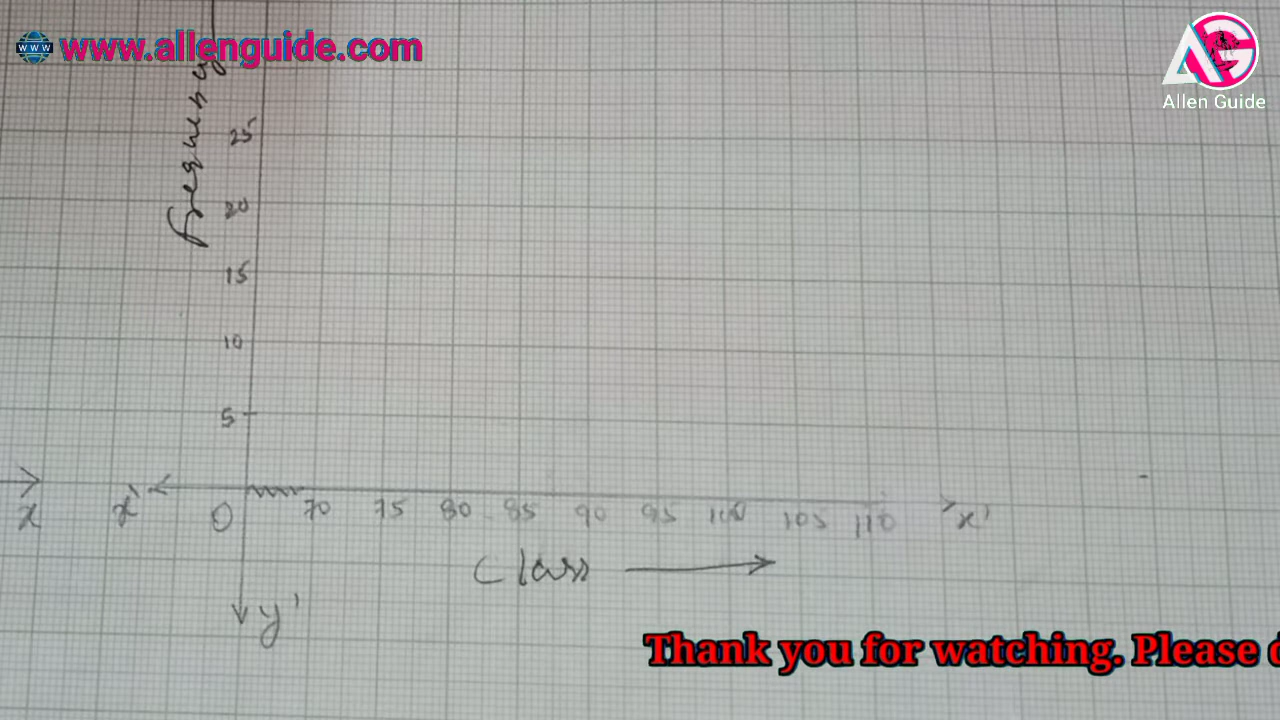 www.allenguide.com
AG
Allen Guide
frequency
25
20
15
10
5
x
x'
O
70 75 80 85 90 95 100 105 110
x'
Class
y'
Thank you for watching. Please